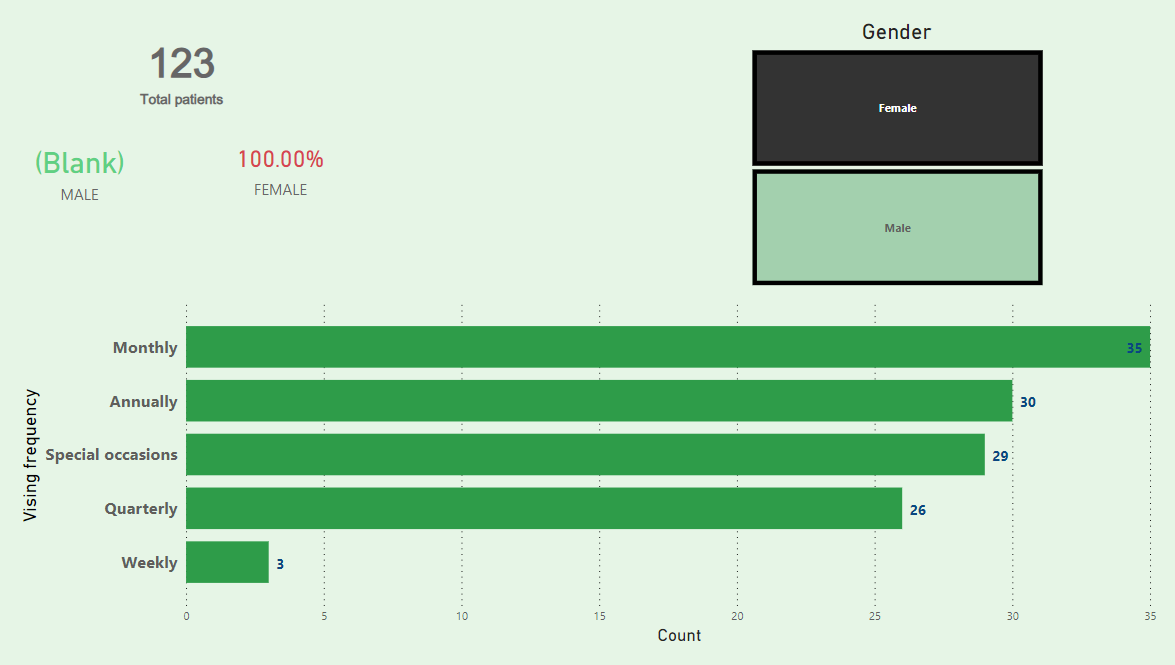 123
Total patients
(Blank)
MALE
100.00%
FEMALE
Gender
Female
Male
Vising frequency
Monthly
35
Annually
30
Special occasions
29
Quarterly
26
Weekly
3
0 5 10 15 20 25 30 35
Count